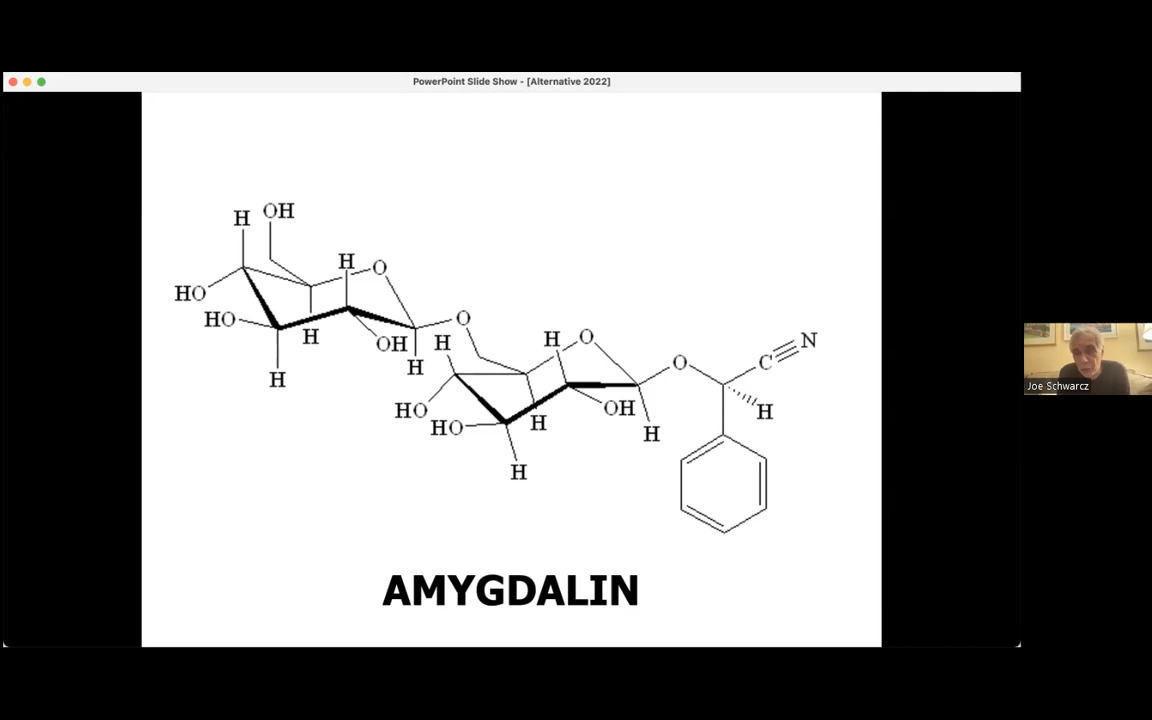 PowerPoint Slide Show - [Alternative 2022]
H OH
H O
HO
HO
H
OH
H
H
O
H
H O
O
C N
HO
HO
H
OH
H
H
H
AMYGDALIN
Joe Schwarcz